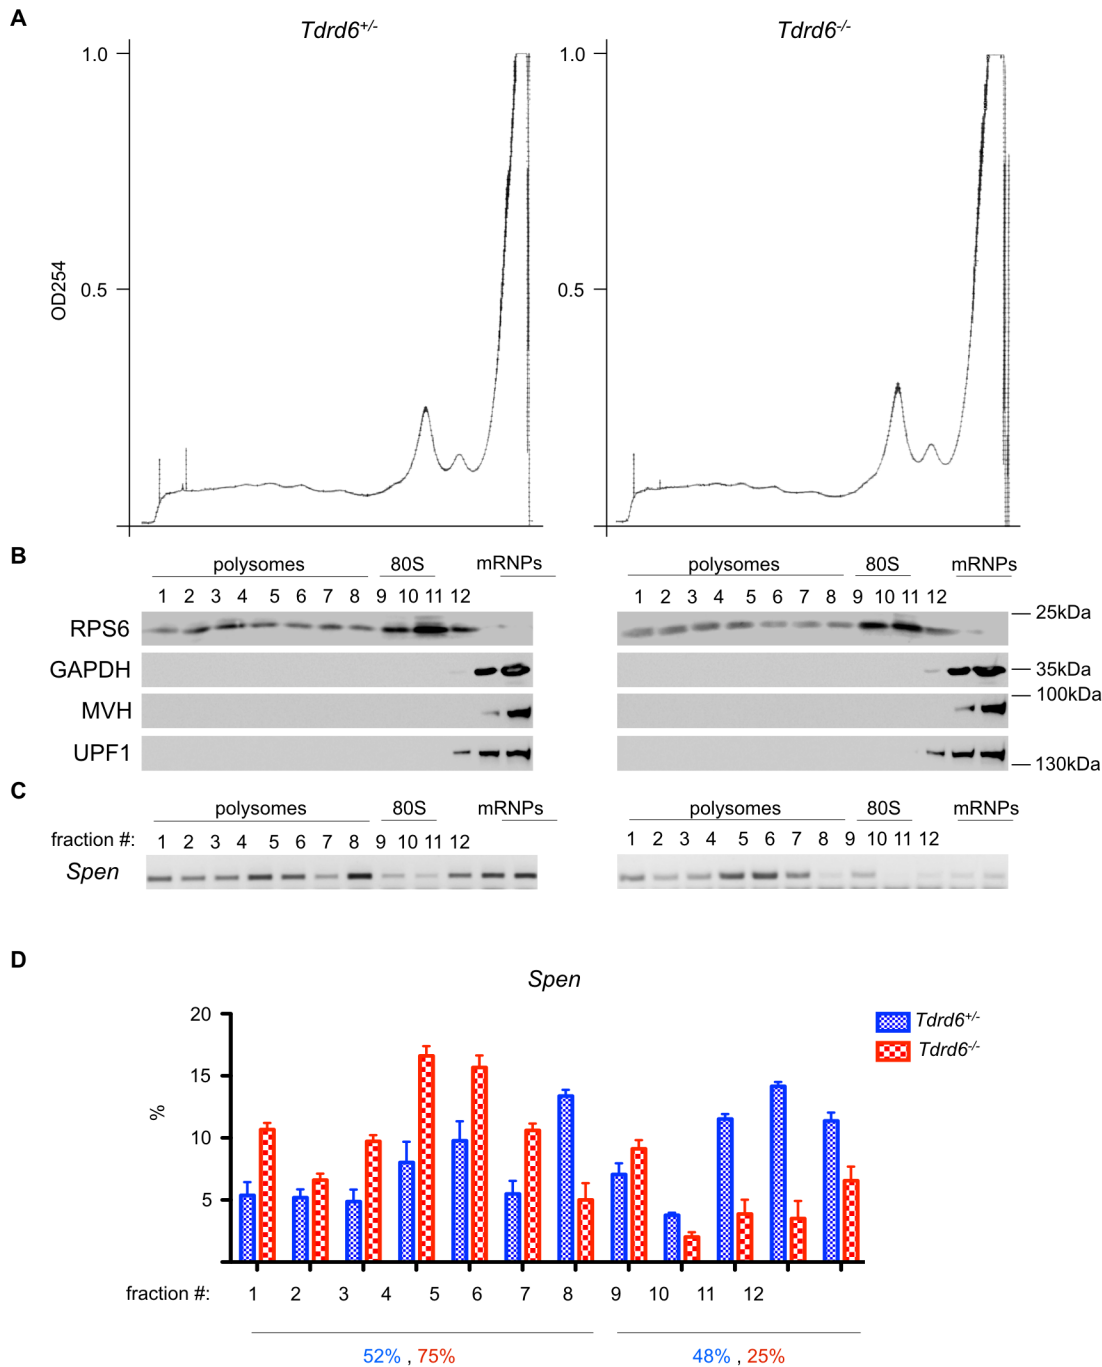 A
Tdrd6+/-
Tdrd6-/-
1.0
1.0
0.5
0.5
OD254
B
polysomes 80S mRNPs
polysomes 80S mRNPs
1 2 3 4 5 6 7 8 9 10 11 12
1 2 3 4 5 6 7 8 9 10 11 12
RPS6
25kDa
GAPDH
35kDa
100kDa
MVH
UPF1
130kDa
C
polysomes 80S mRNPs
polysomes 80S mRNPs
fraction #: 1 2 3 4 5 6 7 8 9 10 11 12
1 2 3 4 5 6 7 8 9 10 11 12
Spen
D
Spen
20
15
10
5
%
Tdrd6+/-
Tdrd6-/-
fraction #: 1 2 3 4 5 6 7 8 9 10 11 12
52% , 75%
48% , 25%